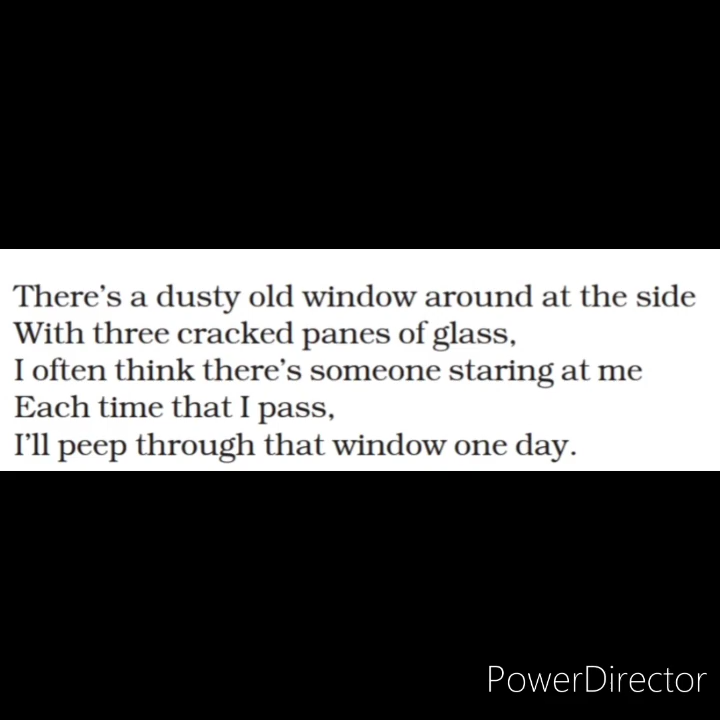 There's a dusty old window around at the side
With three cracked panes of glass,
I often think there's someone staring at me
Each time that I pass,
I'll peep through that window one day.
PowerDirector